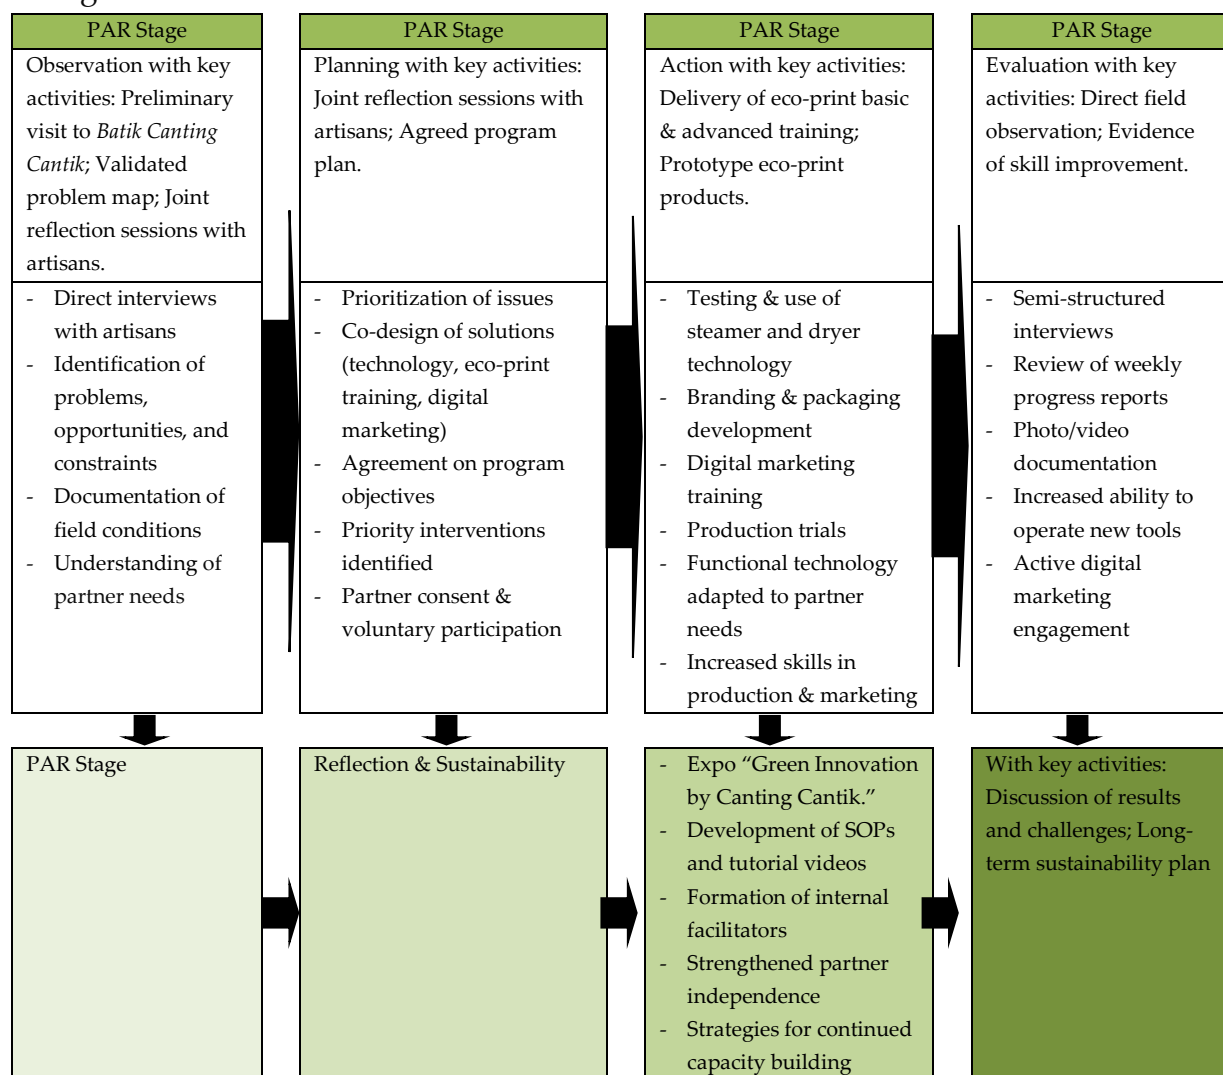 PAR Stage
Observation with key
activities: Preliminary
visit to Batik Canting
Cantik; Validated
problem map; Joint
reflection sessions with
artisans.
- Direct interviews
with artisans
- Identification of
problems,
opportunities, and
constraints
- Documentation of
field conditions
- Understanding of
partner needs
PAR Stage
Planning with key activities:
Joint reflection sessions with
artisans; Agreed program
plan.
- Prioritization of issues
- Co-design of solutions
(technology, eco-print
training, digital
marketing)
- Agreement on program
objectives
- Priority interventions
identified
- Partner consent &
voluntary participation
PAR Stage
Action with key activities:
Delivery of eco-print basic
& advanced training;
Prototype eco-print
products.
- Testing & use of
steamer and dryer
technology
- Branding & packaging
development
- Digital marketing
training
- Production trials
- Functional technology
adapted to partner
needs
- Increased skills in
production & marketing
PAR Stage
Evaluation with key
activities: Direct field
observation; Evidence
of skill improvement.
- Semi-structured
interviews
- Review of weekly
progress reports
- Photo/video
documentation
- Increased ability to
operate new tools
- Active digital
marketing
engagement
PAR Stage
Reflection & Sustainability
- Expo “Green Innovation
by Canting Cantik.”
- Development of SOPs
and tutorial videos
- Formation of internal
facilitators
- Strengthened partner
independence
- Strategies for continued
capacity building
With key activities:
Discussion of results
and challenges; Long-
term sustainability plan